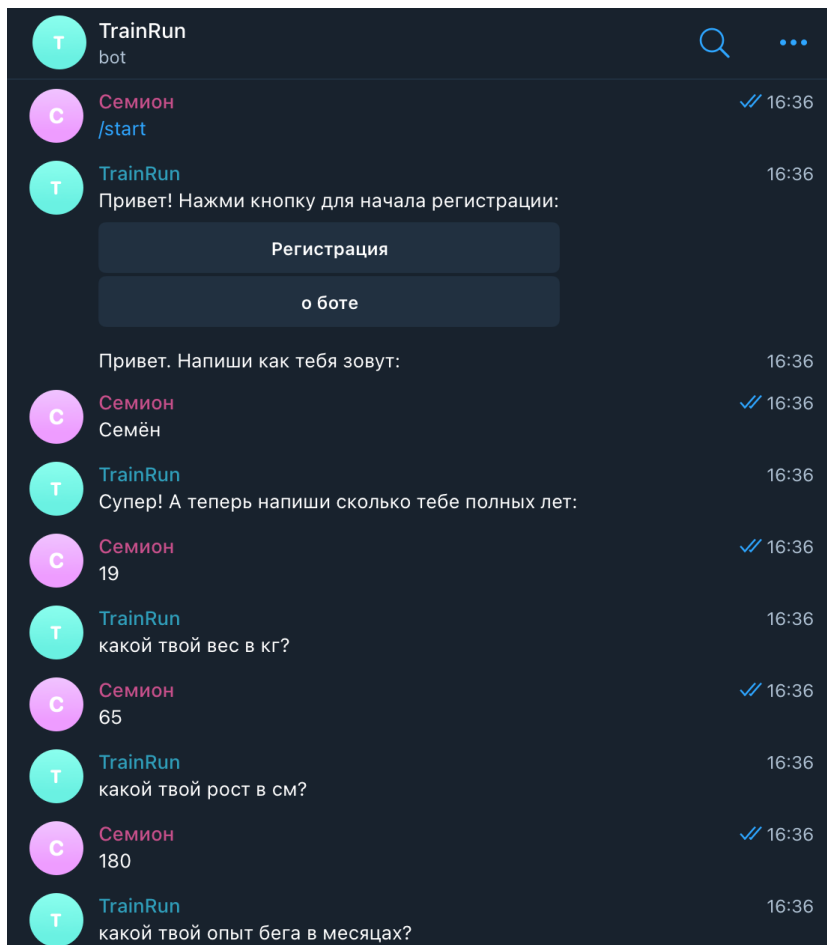 T
TrainRun
bot
С
Семион
16:36
/start
T
TrainRun
16:36
Привет! Нажми кнопку для начала регистрации:
Регистрация
о боте
Привет. Напиши как тебя зовут:
16:36
С
Семион
16:36
Семён
T
TrainRun
16:36
Супер! А теперь напиши сколько тебе полных лет:
С
Семион
16:36
19
T
TrainRun
16:36
какой твой вес в кг?
С
Семион
16:36
65
T
TrainRun
16:36
какой твой рост в см?
С
Семион
16:36
180
T
TrainRun
16:36
какой твой опыт бега в месяцах?